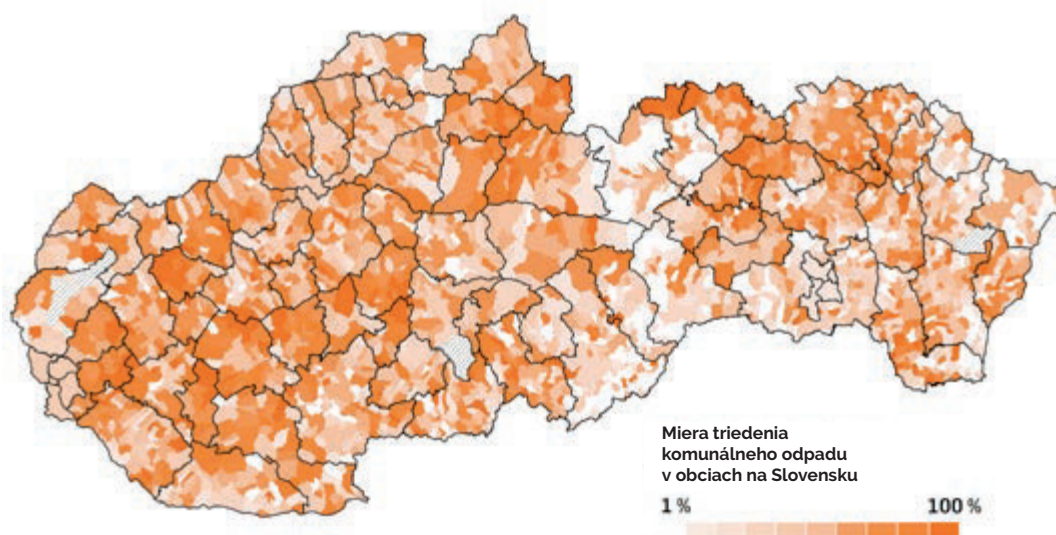 Miera triedenia
komunálneho odpadu
v obciach na Slovensku
1 % 100 %